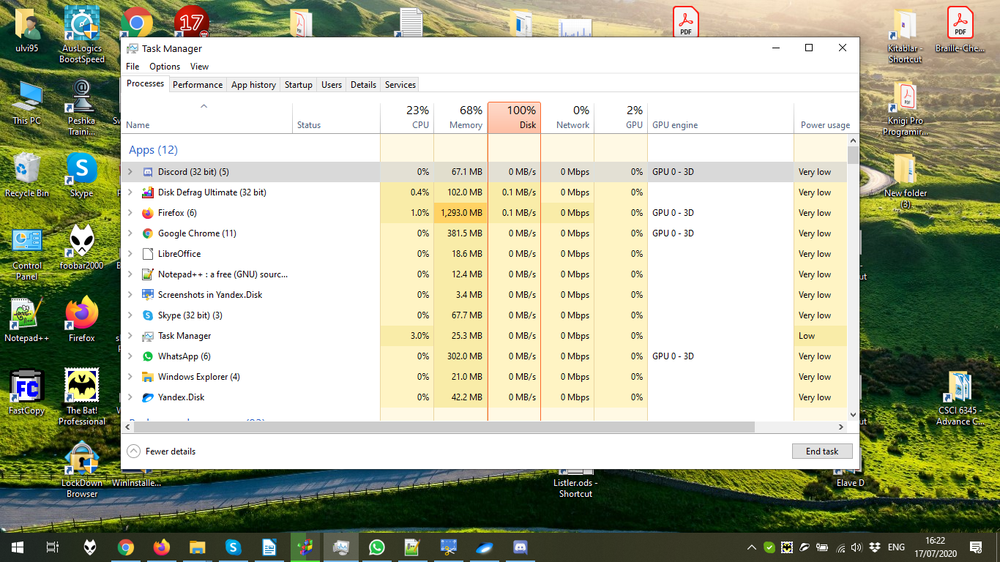 ulvi95
AusLogics
BoostSpeed
17
PDF
Kitablar -
Shortcut
PDF
Braille-Che...
Task Manager
File Options View
Processes Performance App history Startup Users Details Services
23% 68% 100% 0% 2%
Name Status CPU Memory Disk Network GPU GPU engine Power usage
Apps (12)
Discord (32 bit) (5) 0% 67.1 MB 0 MB/s 0 Mbps 0% GPU 0 - 3D Very low
Disk Defrag Ultimate (32 bit) 0.4% 102.0 MB 0.1 MB/s 0 Mbps 0% Very low
Firefox (6) 1.0% 1,293.0 MB 0.1 MB/s 0 Mbps 0% GPU 0 - 3D Very low
Google Chrome (11) 0% 381.5 MB 0 MB/s 0 Mbps 0% GPU 0 - 3D Very low
LibreOffice 0% 18.6 MB 0 MB/s 0 Mbps 0% Very low
Notepad++ : a free (GNU) sourc... 0% 12.4 MB 0 MB/s 0 Mbps 0% Very low
Screenshots in Yandex.Disk 0% 3.4 MB 0 MB/s 0 Mbps 0% Very low
Skype (32 bit) (3) 0% 67.7 MB 0 MB/s 0 Mbps 0% Very low
Task Manager 3.0% 25.3 MB 0 MB/s 0 Mbps 0% Low
WhatsApp (6) 0% 302.0 MB 0 MB/s 0 Mbps 0% GPU 0 - 3D Very low
Windows Explorer (4) 0% 21.0 MB 0 MB/s 0 Mbps 0% Very low
Yandex.Disk 0% 42.2 MB 0 MB/s 0 Mbps 0% Very low
Fewer details
End task
This PC
Peshka
Traini...
Knigi Pro
Programir...
Recycle Bin
Skype
New folder
(3)
Control
Panel
foobar2000
Notepad++
Firefox
FC
FastCopy
The Bat!
Professional
CSCI 6345 -
Advance C...
LockDown
Browser
WinInstalle...
Listler.ods -
Shortcut
Elave D
ENG
16:22
17/07/2020